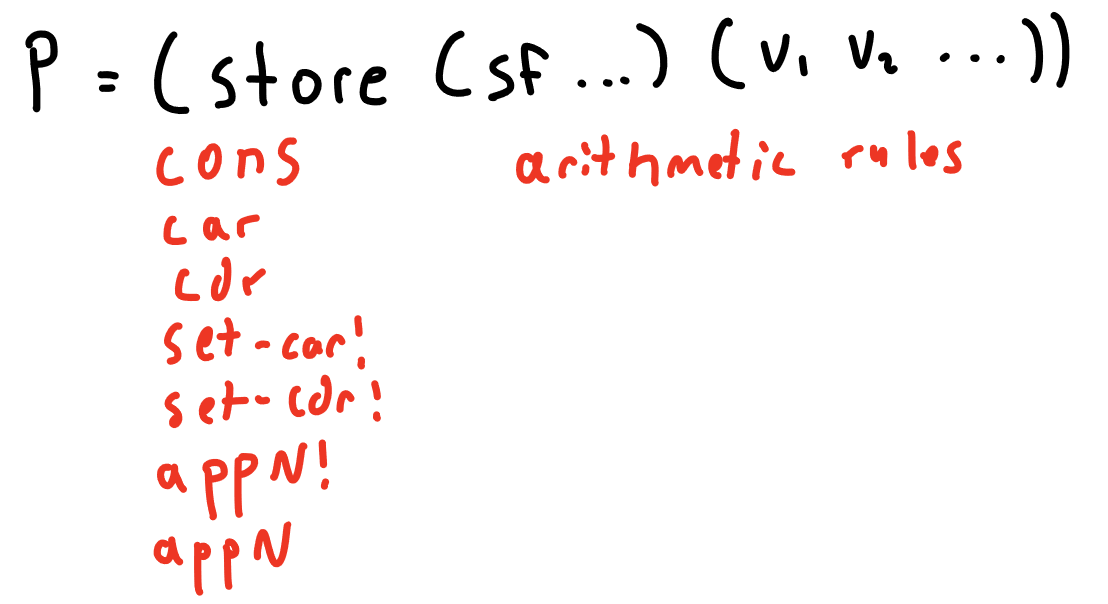 P = (store (sf ...) (v₁ v₂ ...))
cons arithmetic rules
car
cdr
set-car!
set-cdr!
appN!
appN